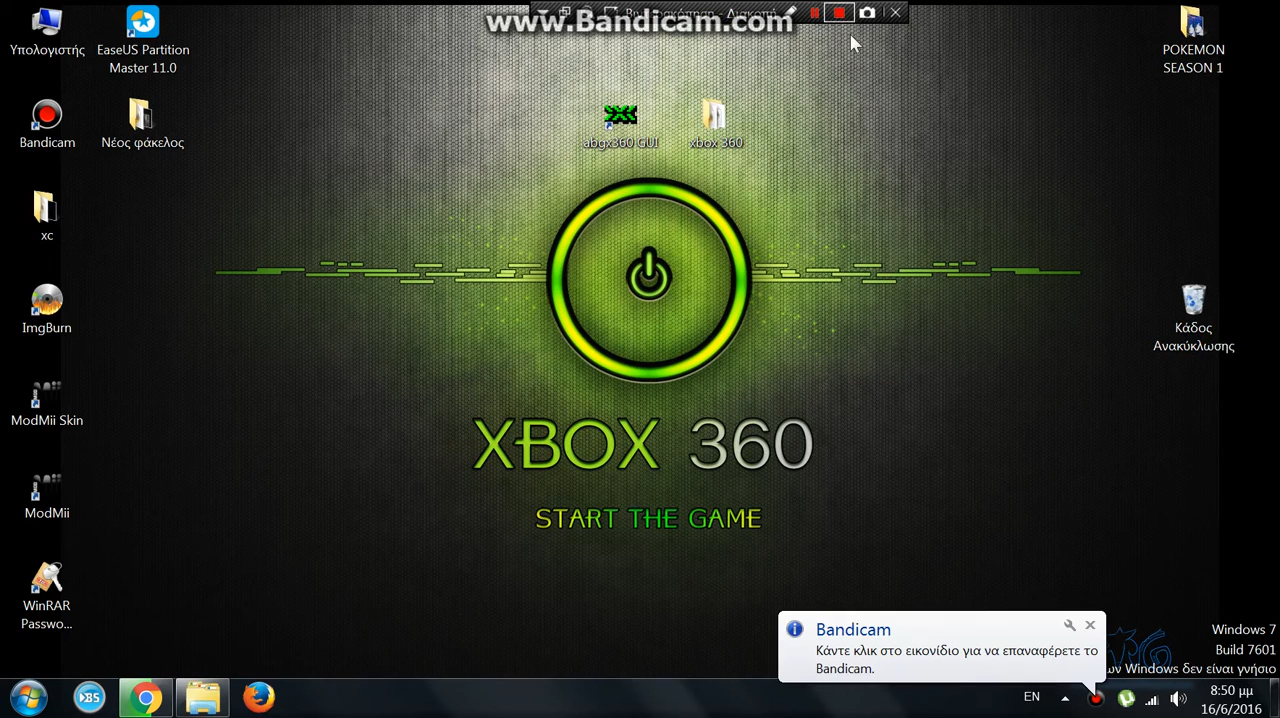 www.Bandicam.com
Υπολογιστής
EaseUS Partition
Master 11.0
POKEMON
SEASON 1
Bandicam
Νέος φάκελος
abgx360 GUI
xbox 360
xc
ImgBurn
Κάδος
Ανακύκλωσης
ModMii Skin
XBOX 360
START THE GAME
ModMii
WinRAR
Passwo...
Bandicam
Κάντε κλικ στο εικονίδιο για να επαναφέρετε το
Bandicam.
Windows 7
Build 7601
ων Windows δεν είναι γνήσιο
EN
8:50 μμ
16/6/2016